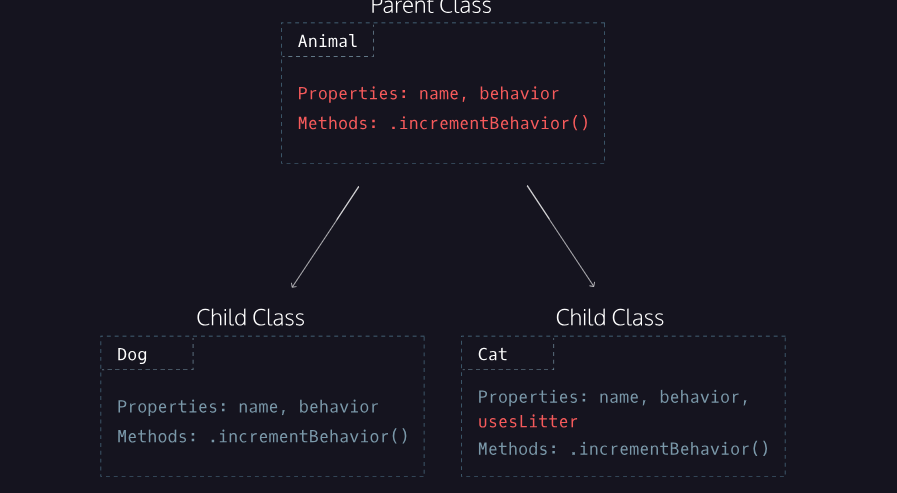 Parent Class
Animal
Properties: name, behavior
Methods: .incrementBehavior()
Child Class
Dog
Properties: name, behavior
Methods: .incrementBehavior()
Child Class
Cat
Properties: name, behavior,
usesLitter
Methods: .incrementBehavior()